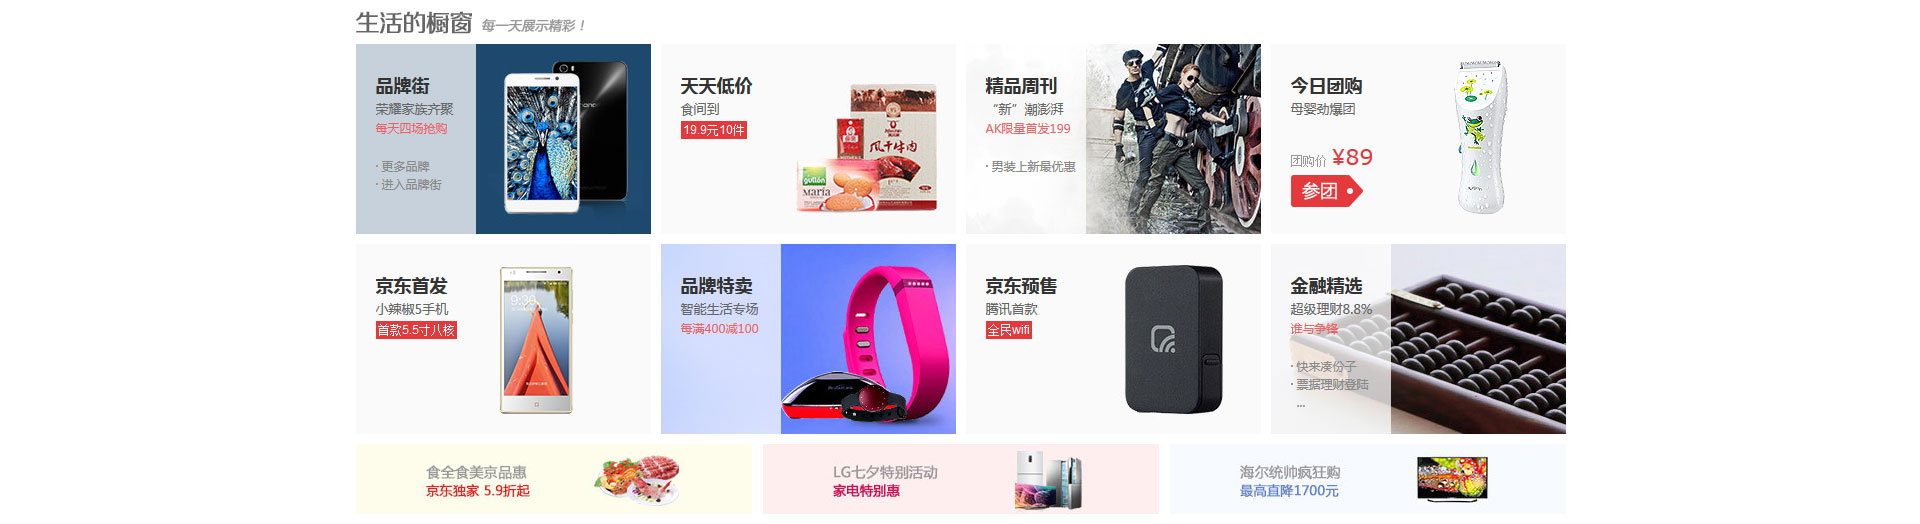 生活的橱窗 每一天展示精彩！
品牌街
荣耀家族齐聚
每天四场抢购
· 更多品牌
· 进入品牌街
天天低价
食间到
19.9元10件
风干牛肉
gullón
María
精品周刊
“新”潮澎湃
AK限量首发199
· 男装上新最优惠
今日团购
母婴劲爆团
团购价 ¥89
参团
京东首发
小辣椒5手机
首款5.5寸八核
9:30
品牌特卖
智能生活专场
每满400减100
京东预售
腾讯首款
全民wifi
金融精选
超级理财8.8%
谁与争锋
· 快来凑份子
· 票据理财登陆
...
食全食美京品惠
京东独家 5.9折起
LG七夕特别活动
家电特别惠
海尔统帅疯狂购
最高直降1700元